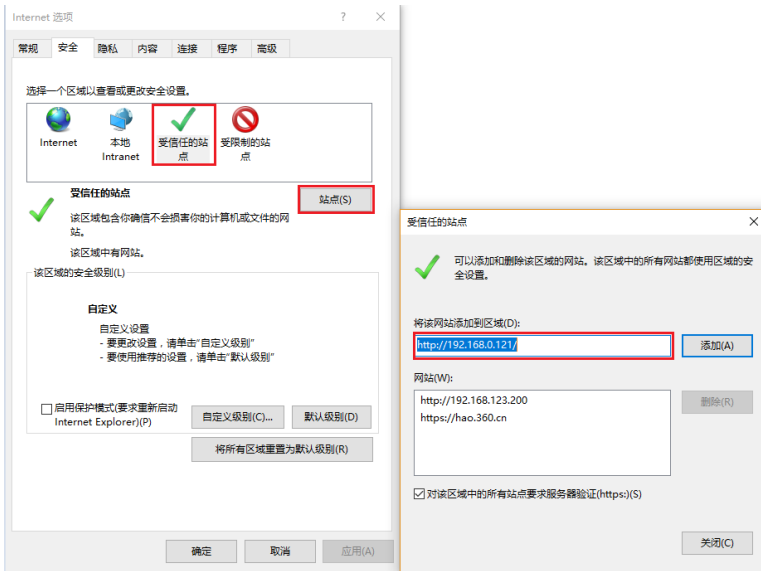 Internet 选项
?
常规 安全 隐私 内容 连接 程序 高级
选择一个区域以查看或更改安全设置。
Internet
本地
Intranet
受信任的站
点
受限制的站
点
受信任的站点
站点(S)
该区域包含你确信不会损害你的计算机或文件的网
站。
该区域中有网站。
该区域的安全级别(L)
自定义
自定义设置
- 要更改设置，请单击"自定义级别"
- 要使用推荐的设置，请单击"默认级别"
启用保护模式(要求重新启动
Internet Explorer)(P)
自定义级别(C)...
默认级别(D)
将所有区域重置为默认级别(R)
确定
取消
应用(A)
受信任的站点
可以添加和删除该区域的网站。该区域中的所有网站都使用区域的安
全设置。
将该网站添加到区域(D):
http://192.168.0.121/
添加(A)
网站(W):
http://192.168.123.200
https://hao.360.cn
删除(R)
对该区域中的所有站点要求服务器验证(https:)(S)
关闭(C)